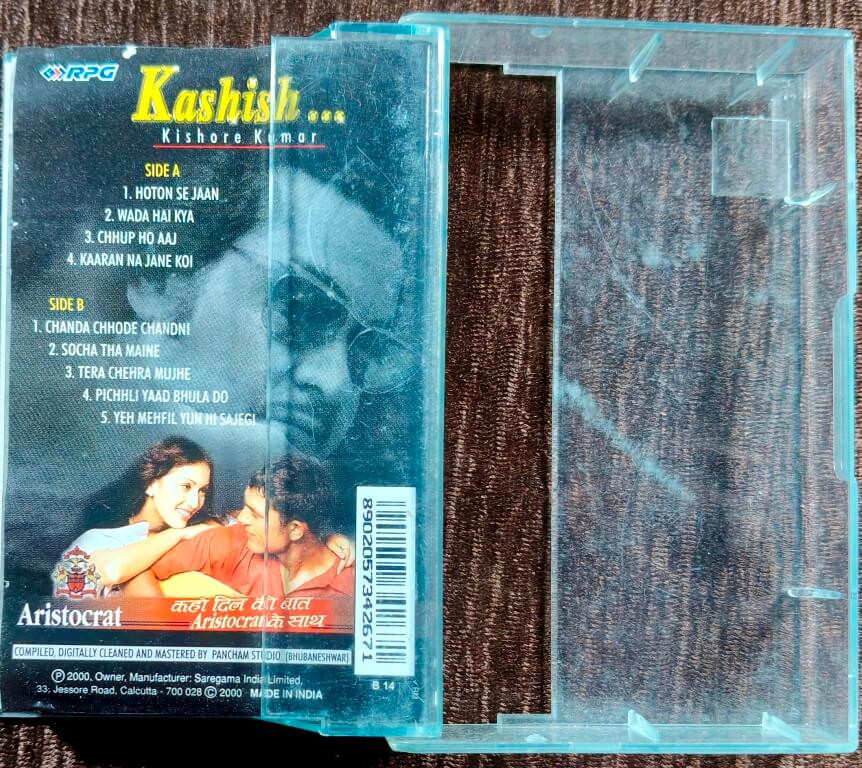 RPG
Kashish...
Kishore Kumar
SIDE A
1. HOTON SE JAAN
2. WADA HAI KYA
3. CHHUP HO AAJ
4. KAARAN NA JANE KOI
SIDE B
1. CHANDA CHHODE CHANDNI
2. SOCHA THA MAINE
3. TERA CHEHRA MUJHE
4. PICHHLI YAAD BHULA DO
5. YEH MEHFIL YUN HI SAJEGI
Aristocrat
कहो दिल की बात
Aristocrat के साथ
8902057342671
COMPILED, DIGITALLY CLEANED AND MASTERED BY PANCHAM STUDIO (BHUBANESHWAR)
Ⓟ 2000, Owner, Manufacturer: Saregama India Limited,
33, Jessore Road, Calcutta - 700 028 © 2000 MADE IN INDIA
B 14